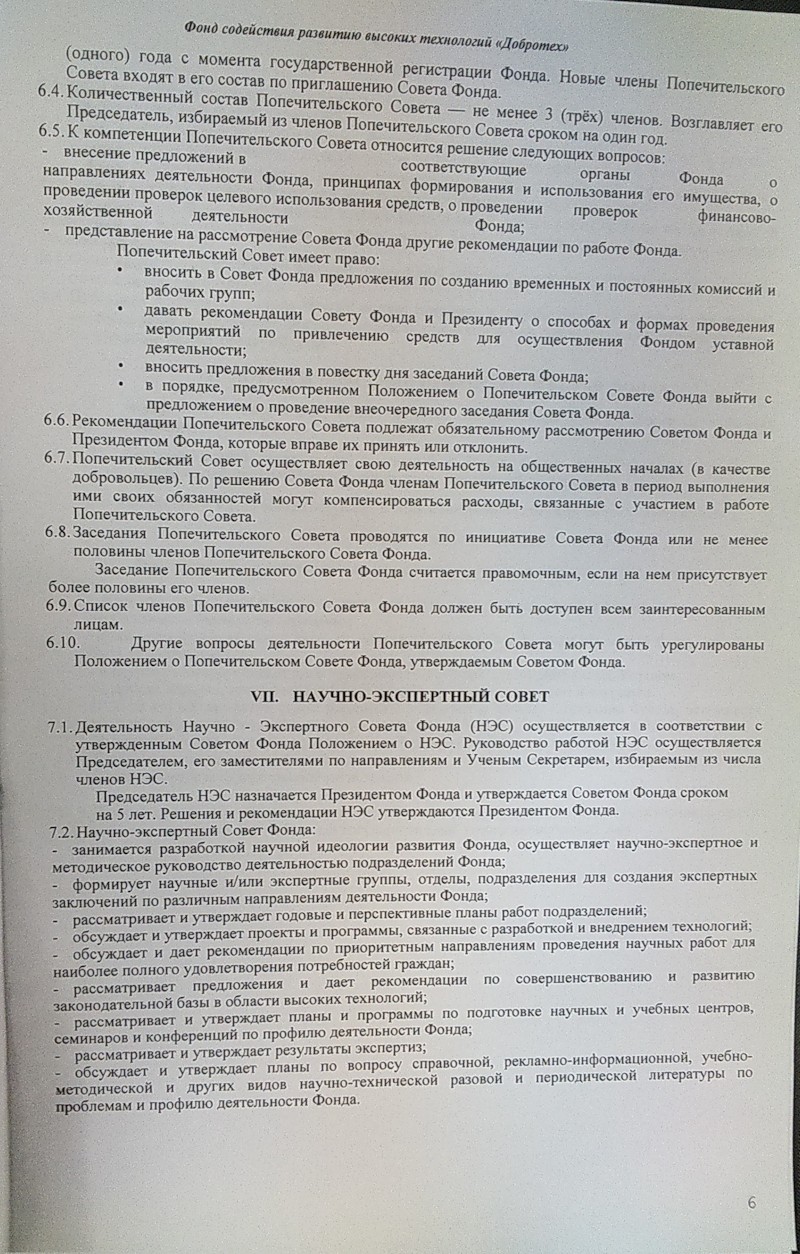 Фонд содействия развитию высоких технологий «Добротех»
(одного) года с момента государственной регистрации Фонда. Новые члены Попечительского
Совета входят в его состав по приглашению Совета Фонда.
6.4. Количественный состав Попечительского Совета — не менее 3 (трёх) членов. Возглавляет его
Председатель, избираемый из членов Попечительского Совета сроком на один год.
6.5. К компетенции Попечительского Совета относится решение следующих вопросов:
- внесение предложений в соответствующие органы Фонда о
направлениях деятельности Фонда, принципах формирования и использования его имущества, о
проведении проверок целевого использования средств, о проведении проверок финансово-
хозяйственной деятельности Фонда;
- представление на рассмотрение Совета Фонда другие рекомендации по работе Фонда.
Попечительский Совет имеет право:
• вносить в Совет Фонда предложения по созданию временных и постоянных комиссий и
рабочих групп;
• давать рекомендации Совету Фонда и Президенту о способах и формах проведения
мероприятий по привлечению средств для осуществления Фондом уставной
деятельности;
• вносить предложения в повестку дня заседаний Совета Фонда;
• в порядке, предусмотренном Положением о Попечительском Совете Фонда выйти с
предложением о проведение внеочередного заседания Совета Фонда.
6.6. Рекомендации Попечительского Совета подлежат обязательному рассмотрению Советом Фонда и
Президентом Фонда, которые вправе их принять или отклонить.
6.7. Попечительский Совет осуществляет свою деятельность на общественных началах (в качестве
добровольцев). По решению Совета Фонда членам Попечительского Совета в период выполнения
ими своих обязанностей могут компенсироваться расходы, связанные с участием в работе
Попечительского Совета.
6.8. Заседания Попечительского Совета проводятся по инициативе Совета Фонда или не менее
половины членов Попечительского Совета Фонда.
Заседание Попечительского Совета Фонда считается правомочным, если на нем присутствует
более половины его членов.
6.9. Список членов Попечительского Совета Фонда должен быть доступен всем заинтересованным
лицам.
6.10. Другие вопросы деятельности Попечительского Совета могут быть урегулированы
Положением о Попечительском Совете Фонда, утверждаемым Советом Фонда.
VII. НАУЧНО-ЭКСПЕРТНЫЙ СОВЕТ
7.1. Деятельность Научно - Экспертного Совета Фонда (НЭС) осуществляется в соответствии с
утвержденным Советом Фонда Положением о НЭС. Руководство работой НЭС осуществляется
Председателем, его заместителями по направлениям и Ученым Секретарем, избираемым из числа
членов НЭС.
Председатель НЭС назначается Президентом Фонда и утверждается Советом Фонда сроком
на 5 лет. Решения и рекомендации НЭС утверждаются Президентом Фонда.
7.2. Научно-экспертный Совет Фонда:
- занимается разработкой научной идеологии развития Фонда, осуществляет научно-экспертное и
методическое руководство деятельностью подразделений Фонда;
- формирует научные и/или экспертные группы, отделы, подразделения для создания экспертных
заключений по различным направлениям деятельности Фонда;
- рассматривает и утверждает годовые и перспективные планы работ подразделений;
- обсуждает и утверждает проекты и программы, связанные с разработкой и внедрением технологий;
- обсуждает и дает рекомендации по приоритетным направлениям проведения научных работ для
наиболее полного удовлетворения потребностей граждан;
- рассматривает предложения и дает рекомендации по совершенствованию и развитию
законодательной базы в области высоких технологий;
- рассматривает и утверждает планы и программы по подготовке научных и учебных центров,
семинаров и конференций по профилю деятельности Фонда;
- рассматривает и утверждает результаты экспертиз;
- обсуждает и утверждает планы по вопросу справочной, рекламно-информационной, учебно-
методической и других видов научно-технической разовой и периодической литературы по
проблемам и профилю деятельности Фонда.
6